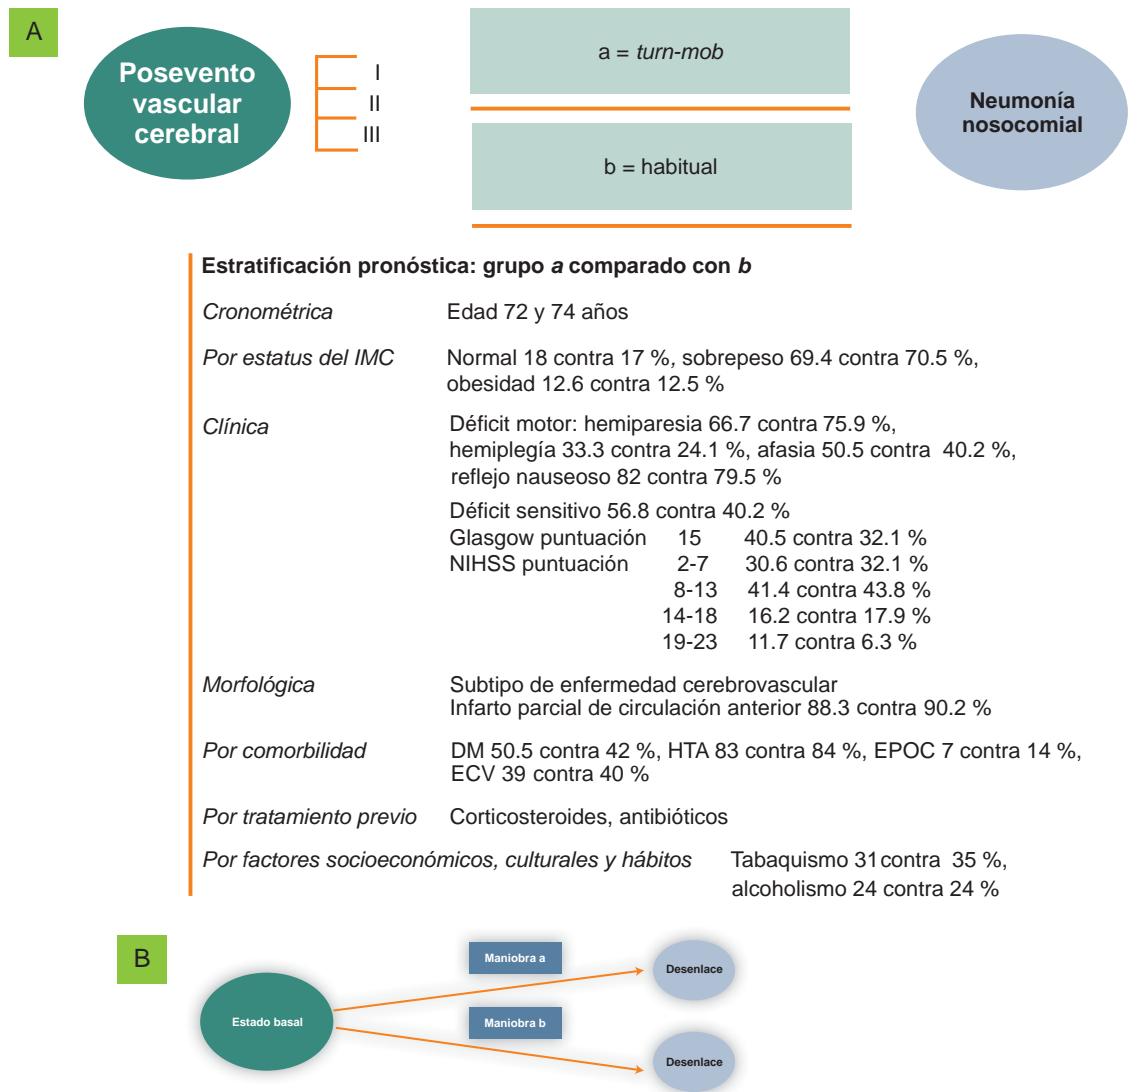 A
Posevento
vascular
cerebral
I
II
III
a = turn-mob
b = habitual
Neumonía
nosocomial
Estratificación pronóstica: grupo a comparado con b
Cronométrica Edad 72 y 74 años
Por estatus del IMC Normal 18 contra 17 %, sobrepeso 69.4 contra 70.5 %,
obesidad 12.6 contra 12.5 %
Clínica Déficit motor: hemiparesia 66.7 contra 75.9 %,
hemiplegía 33.3 contra 24.1 %, afasia 50.5 contra 40.2 %,
reflejo nauseoso 82 contra 79.5 %
Déficit sensitivo 56.8 contra 40.2 %
Glasgow puntuación 15 40.5 contra 32.1 %
NIHSS puntuación 2-7 30.6 contra 32.1 %
8-13 41.4 contra 43.8 %
14-18 16.2 contra 17.9 %
19-23 11.7 contra 6.3 %
Morfológica Subtipo de enfermedad cerebrovascular
Infarto parcial de circulación anterior 88.3 contra 90.2 %
Por comorbilidad DM 50.5 contra 42 %, HTA 83 contra 84 %, EPOC 7 contra 14 %,
ECV 39 contra 40 %
Por tratamiento previo Corticosteroides, antibióticos
Por factores socioeconómicos, culturales y hábitos Tabaquismo 31 contra 35 %,
alcoholismo 24 contra 24 %
B
Estado basal
Maniobra a
Desenlace
Maniobra b
Desenlace